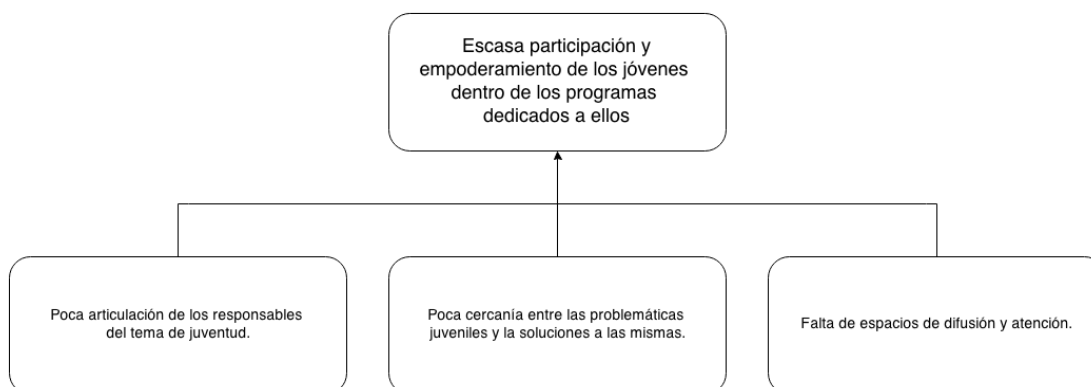 Escasa participación y
empoderamiento de los jóvenes
dentro de los programas
dedicados a ellos
Poca articulación de los responsables
del tema de juventud.
Poca cercanía entre las problemáticas
juveniles y la soluciones a las mismas.
Falta de espacios de difusión y atención.